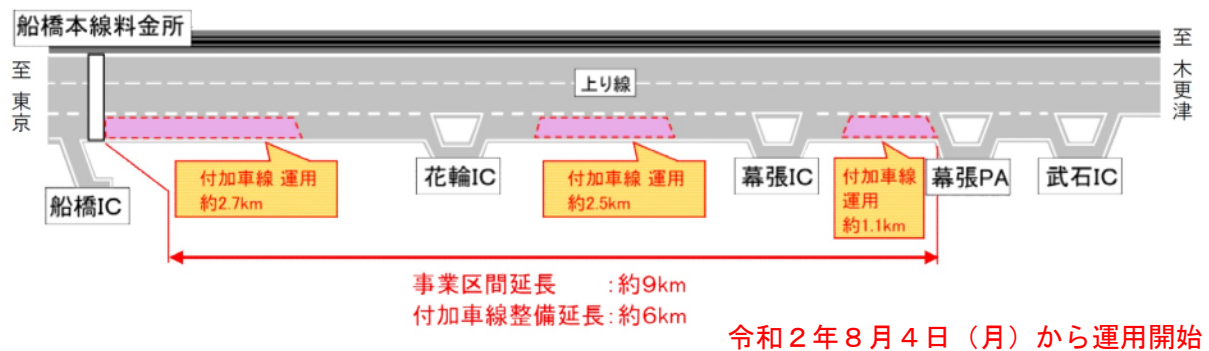 船橋本線料金所
至 東京
上り線
至 木更津
船橋IC
付加車線 運用
約2.7km
花輪IC
付加車線 運用
約2.5km
幕張IC
付加車線
運用
約1.1km
幕張PA
武石IC
事業区間延長　：約9km
付加車線整備延長：約6km
令和２年８月４日（月）から運用開始